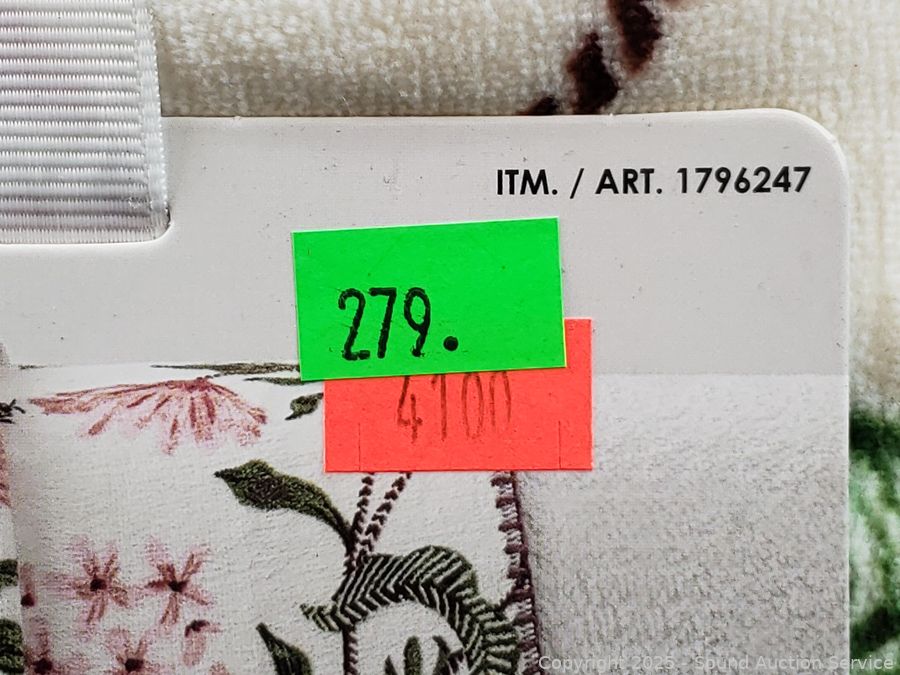 ITM. / ART. 1796247
279.
4100
Copyright 2025 - Sound Auction Service